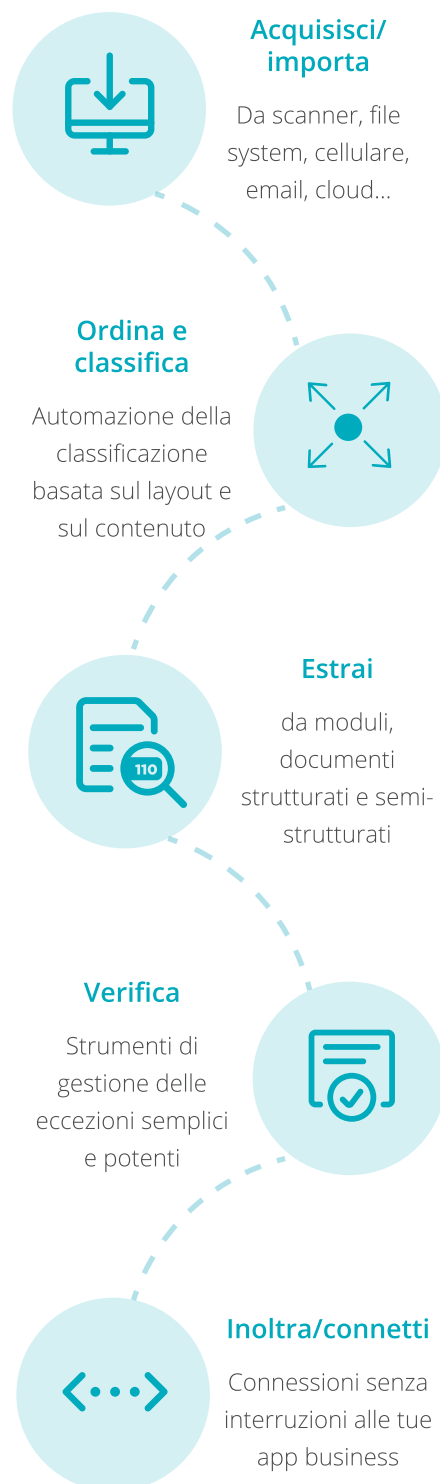 Acquisisci/
importa
Da scanner, file
system, cellulare,
email, cloud...
Ordina e
classifica
Automazione della
classificazione
basata sul layout e
sul contenuto
Estrai
da moduli,
documenti
strutturati e semi-
strutturati
110
Verifica
Strumenti di
gestione delle
eccezioni semplici
e potenti
Inoltra/connetti
Connessioni senza
interruzioni alle tue
app business